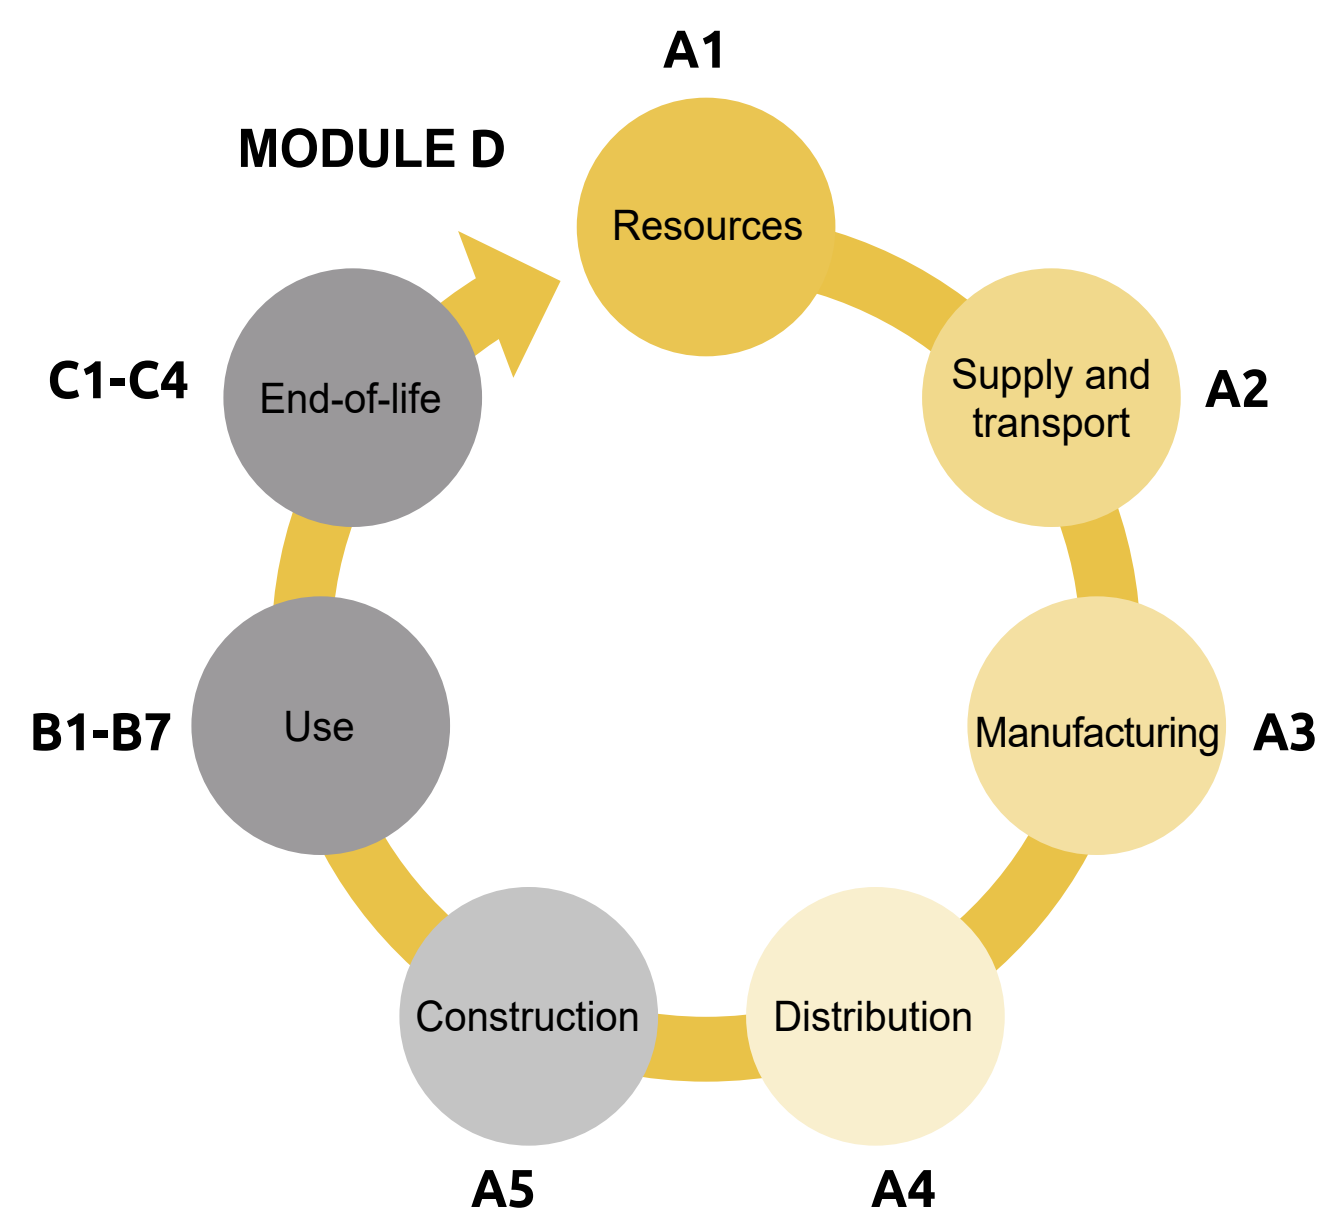 A1
Resources
MODULE D
Supply and
transport
A2
Manufacturing
A3
Distribution
A4
Construction
A5
Use
B1-B7
End-of-life
C1-C4